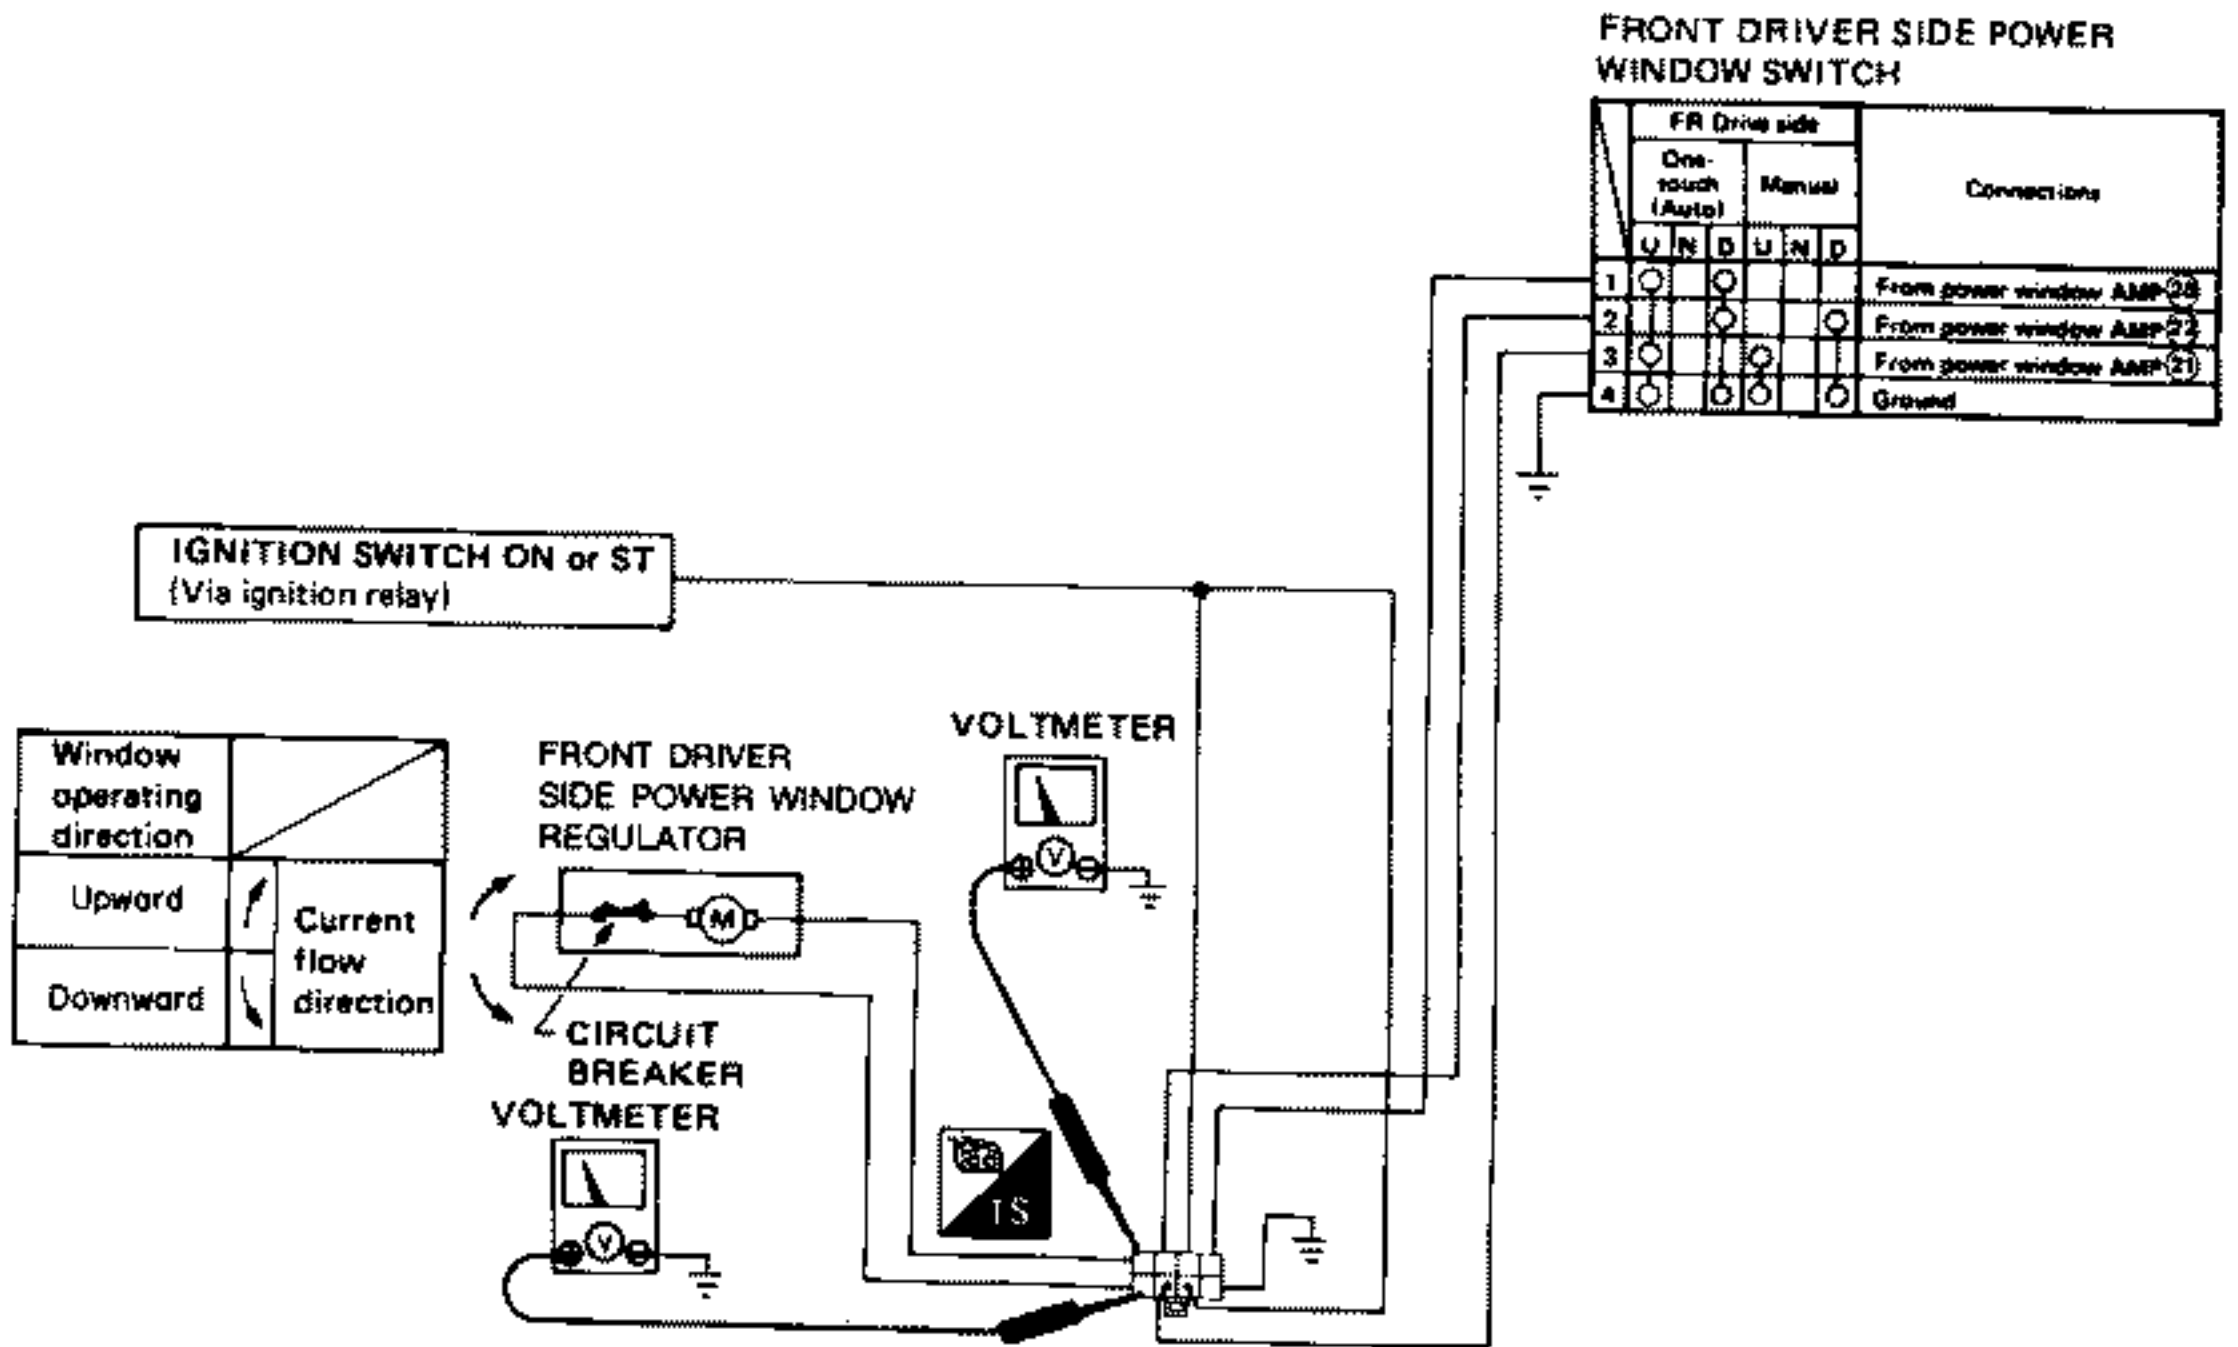 FRONT DRIVER SIDE POWER
WINDOW SWITCH
FR Drive side
One-
touch
(Auto)
Manual
Connections
U N D U N D
1 From power window AMP
2 From power window AMP 22
3 From power window AMP 21
4 Ground
IGNITION SWITCH ON or ST
(Via ignition relay)
Window
operating
direction
Upward
Downward
Current
flow
direction
FRONT DRIVER
SIDE POWER WINDOW
REGULATOR
M
CIRCUIT
BREAKER
VOLTMETER
V
VOLTMETER
V
TS